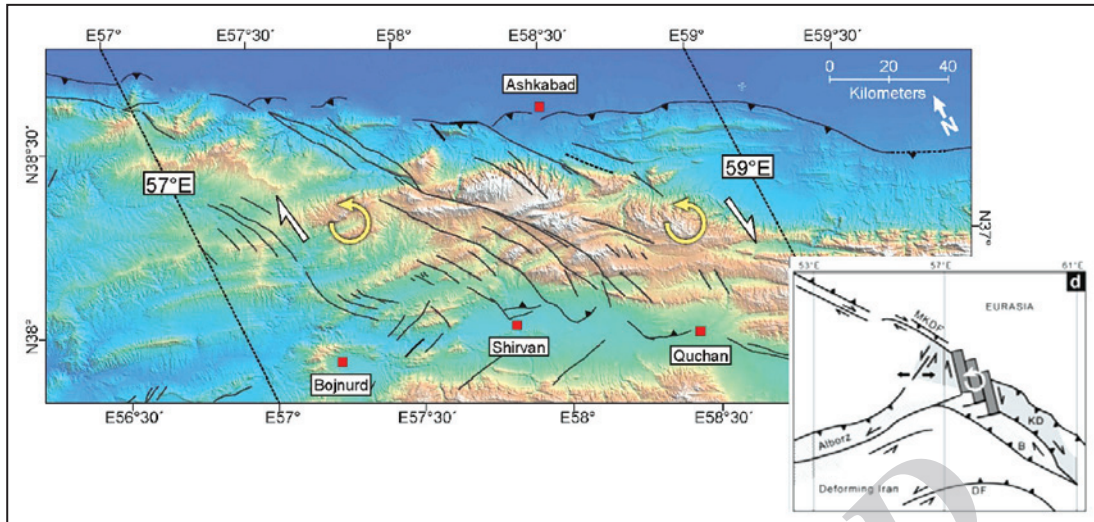 E57° E57°30 E58° E58°30 E59° E59°30
Ashkabad
0 20 40
Kilometers
N
N38°30
57°E
59°E
N37°
N38°
Shirvan
Quchan
Bojnurd
E56°30 E57° E57°30 E58° E58°30
53°E 57°E 61°E
d
EURASIA
MKDF
KD
Alborz
B
Deforming Iran
DF